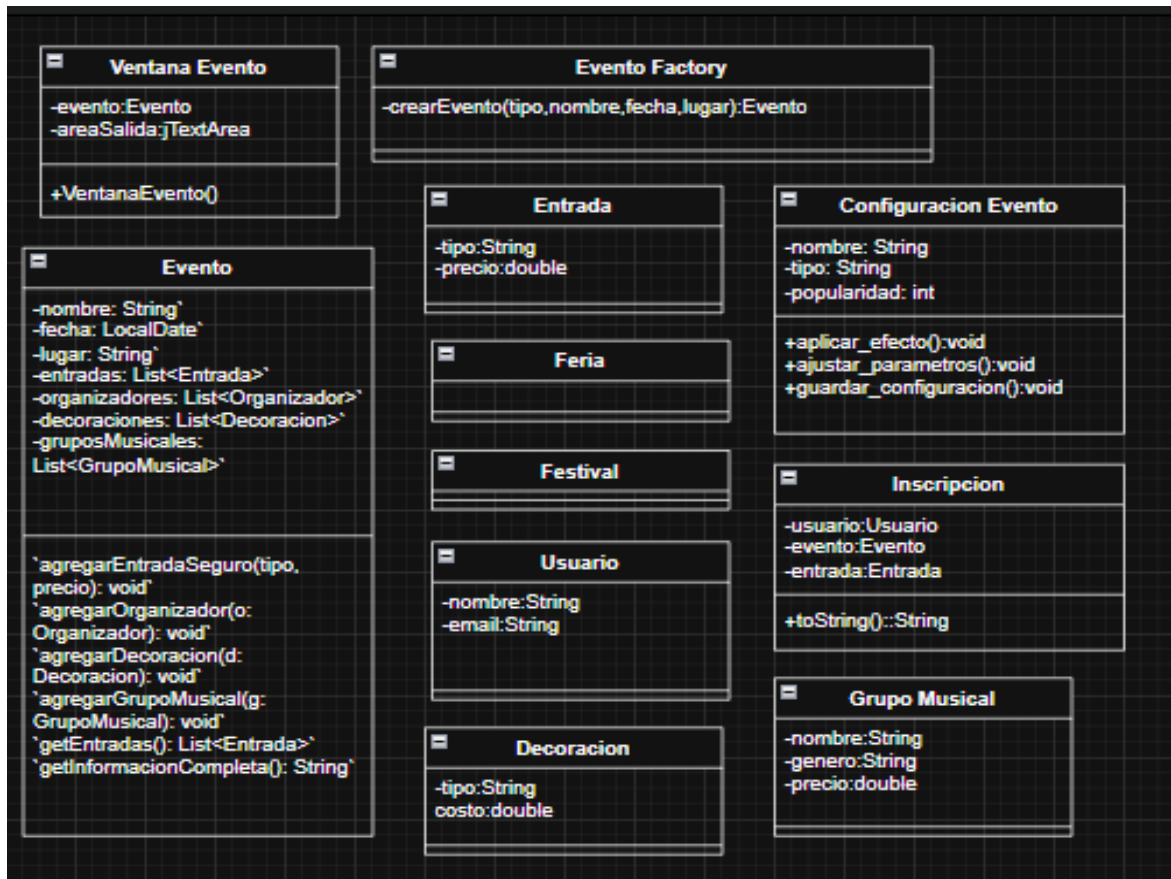 Ventana Evento
-evento:Evento
-areaSalida:jTextArea
+VentanaEvento()
Evento Factory
-crearEvento(tipo,nombre,fecha,lugar):Evento
Evento
-nombre: String`
-fecha: LocalDate`
-lugar: String`
-entradas: List<Entrada>`
-organizadores: List<Organizador>`
-decoraciones: List<Decoracion>`
-gruposMusicales:
List<GrupoMusical>`
`agregarEntradaSeguro(tipo,
precio): void`
`agregarOrganizador(o:
Organizador): void`
`agregarDecoracion(d:
Decoracion): void`
`agregarGrupoMusical(g:
GrupoMusical): void`
`getEntradas(): List<Entrada>`
`getInformacionCompleta(): String`
Entrada
-tipo:String
-precio:double
Feria
Festival
Usuario
-nombre:String
-email:String
Decoracion
-tipo:String
costo:double
Configuracion Evento
-nombre: String
-tipo: String
-popularidad: int
+aplicar_efecto():void
+ajustar_parametros():void
+guardar_configuracion():void
Inscripcion
-usuario:Usuario
-evento:Evento
-entrada:Entrada
+toString()::String
Grupo Musical
-nombre:String
-genero:String
-precio:double